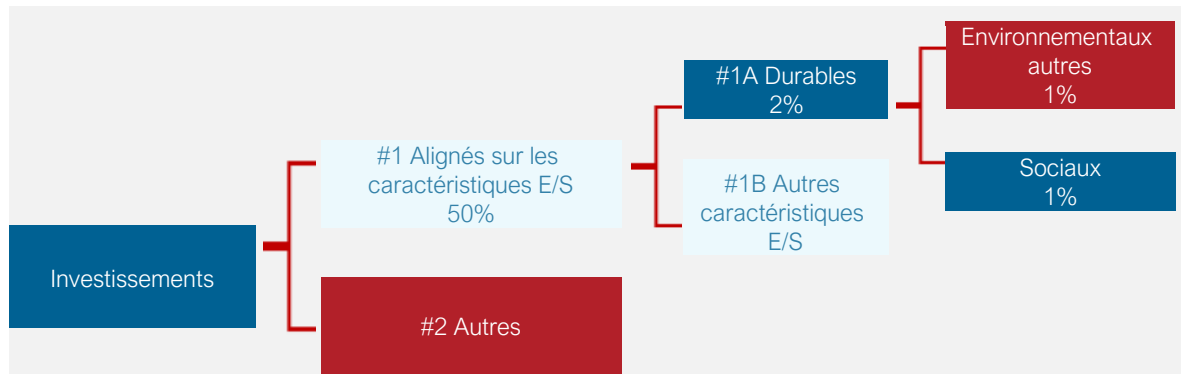 Investissements
#1 Alignés sur les
caractéristiques E/S
50%
#2 Autres
#1A Durables
2%
#1B Autres
caractéristiques
E/S
Environnementaux
autres
1%
Sociaux
1%